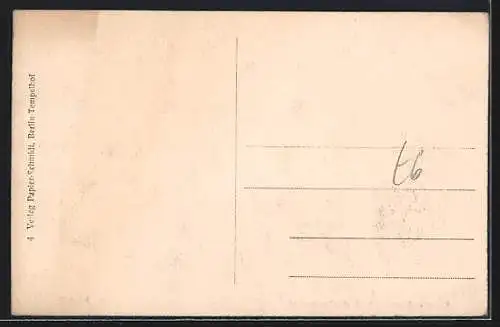 4 Verlag Papier-Schmidt, Berlin-Tempelhof
t6